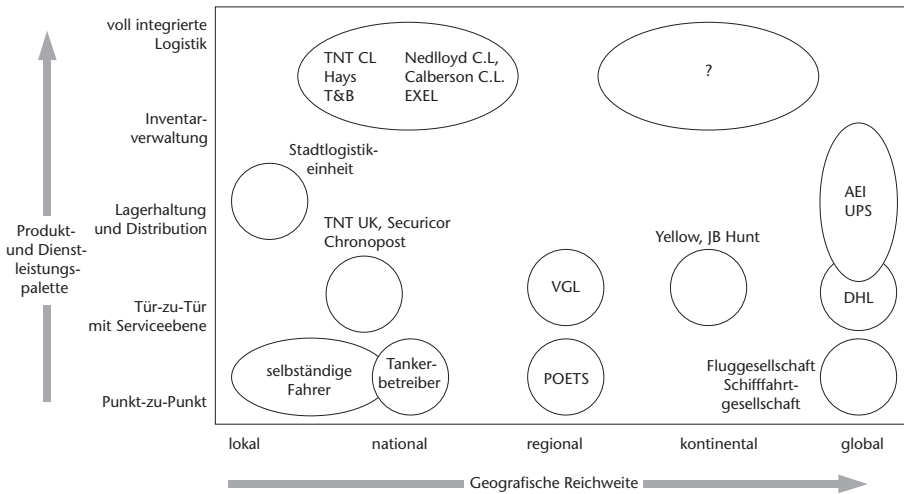 voll integrierte
Logistik
TNT CL
Hays
T&B
Nedlloyd C.L,
Calberson C.L.
EXEL
?
Inventar-
verwaltung
Stadtlogistik-
einheit
AEI
UPS
Lagerhaltung
und Distribution
TNT UK, Securicor
Chronopost
Yellow, JB Hunt
Produkt-
und Dienst-
leistungs-
palette
VGL
DHL
Tür-zu-Tür
mit Serviceebene
selbständige
Fahrer
Tanker-
betreiber
POETS
Fluggesellschaft
Schifffahrt-
gesellschaft
Punkt-zu-Punkt
lokal
national
regional
kontinental
global
Geografische Reichweite